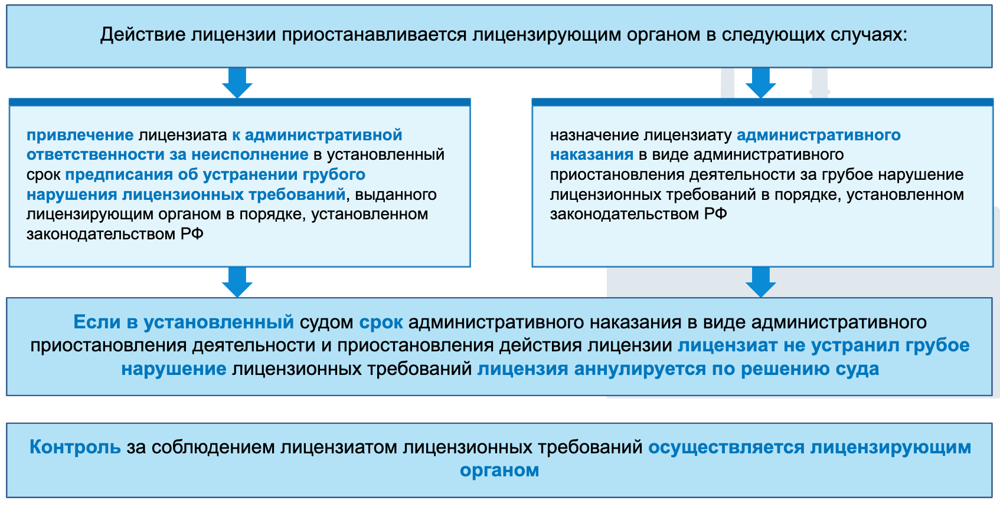 Действие лицензии приостанавливается лицензирующим органом в следующих случаях:
привлечение лицензиата к административной
ответственности за неисполнение в установленный
срок предписания об устранении грубого
нарушения лицензионных требований, выданного
лицензирующим органом в порядке, установленном
законодательством РФ
назначение лицензиату административного
наказания в виде административного
приостановления деятельности за грубое нарушение
лицензионных требований в порядке, установленном
законодательством РФ
Если в установленный судом срок административного наказания в виде административного
приостановления деятельности и приостановления действия лицензии лицензиат не устранил грубое
нарушение лицензионных требований лицензия аннулируется по решению суда
Контроль за соблюдением лицензиатом лицензионных требований осуществляется лицензирующим
органом